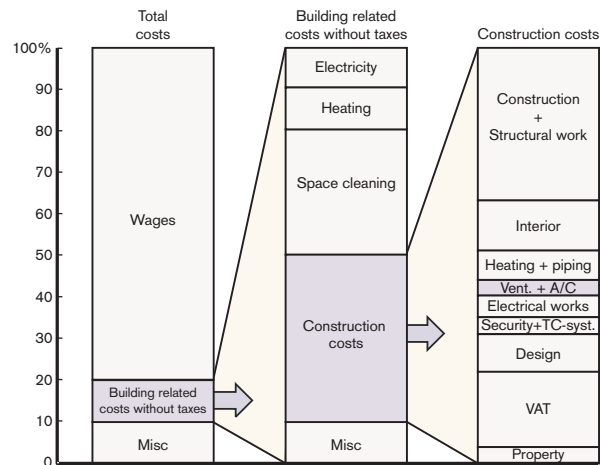 Total
costs
Building related
costs without taxes
Construction costs
100%
90
80
70
60
50
40
30
20
10
0
Wages
Building related
costs without taxes
Misc
Electricity
Heating
Space cleaning
Construction
costs
Misc
Construction
+
Structural work
Interior
Heating + piping
Vent. + A/C
Electrical works
Security+TC-syst.
Design
VAT
Property